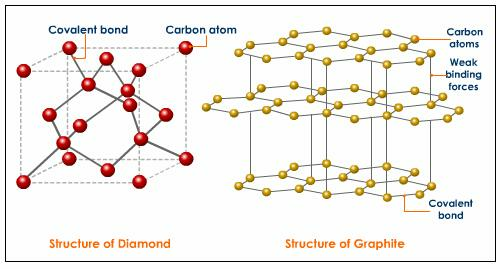 Covalent bond
Carbon atom
Carbon
atoms
Weak
binding
forces
Covalent
bond
Structure of Diamond
Structure of Graphite